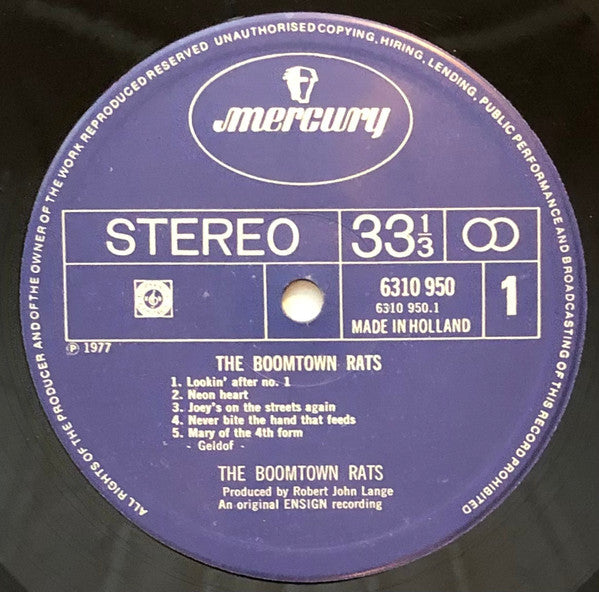 ALL RIGHTS OF THE PRODUCER AND OF THE OWNER OF THE WORK REPRODUCED RESERVED UNAUTHORISED COPYING, HIRING, LENDING, PUBLIC PERFORMANCE AND BROADCASTING OF THIS RECORD PROHIBITED
mercury
STEREO 33 1/3
6310 950 1
6310 950.1
MADE IN HOLLAND
℗ 1977
THE BOOMTOWN RATS
1. Lookin' after no. 1
2. Neon heart
3. Joey's on the streets again
4. Never bite the hand that feeds
5. Mary of the 4th form
- Geldof -
THE BOOMTOWN RATS
Produced by Robert John Lange
An original ENSIGN recording